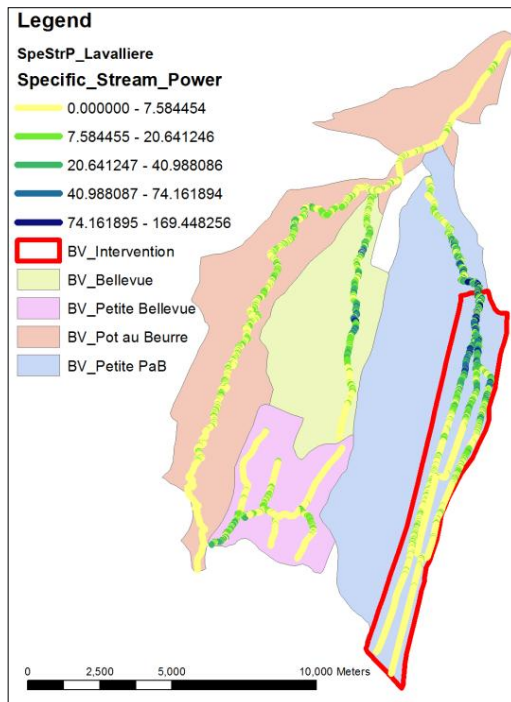 Legend
SpeStrP_Lavalliere
Specific_Stream_Power
0.000000 - 7.584454
7.584455 - 20.641246
20.641247 - 40.988086
40.988087 - 74.161894
74.161895 - 169.448256
BV_Intervention
BV_Bellevue
BV_Petite Bellevue
BV_Pot au Beurre
BV_Petite PaB
0 2,500 5,000 10,000 Meters